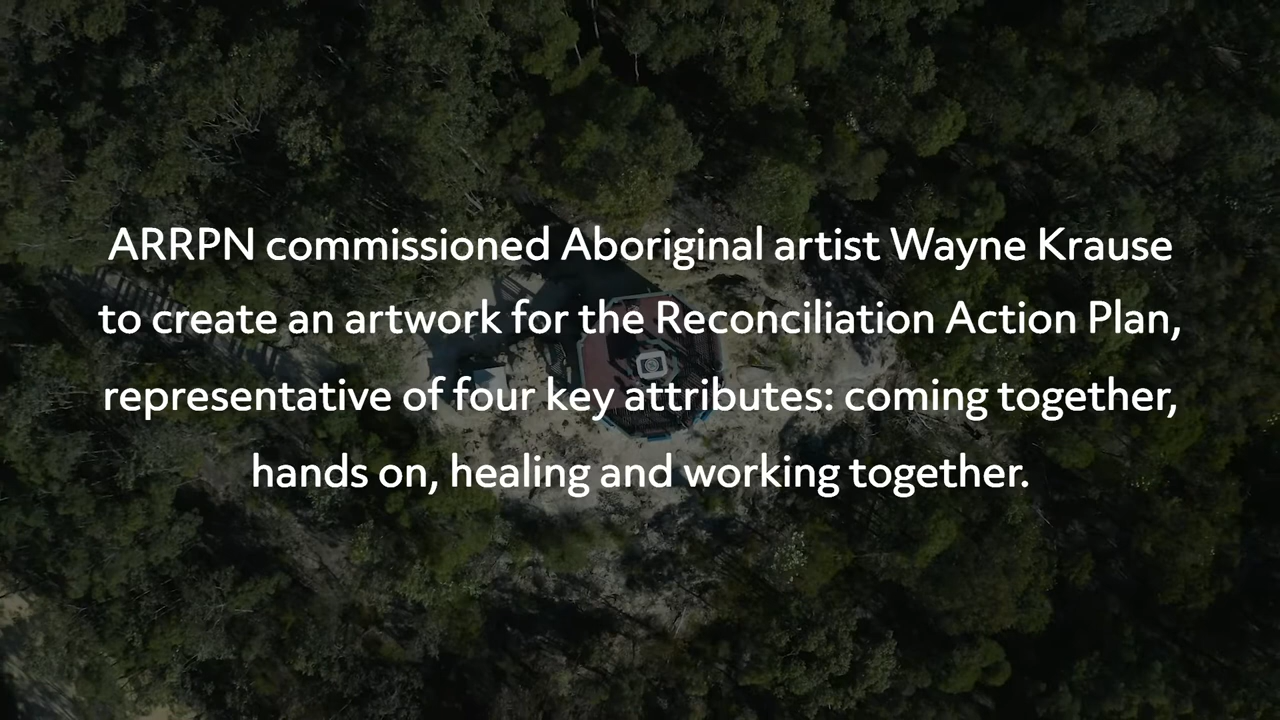 ARRPN commissioned Aboriginal artist Wayne Krause
to create an artwork for the Reconciliation Action Plan,
representative of four key attributes: coming together,
hands on, healing and working together.